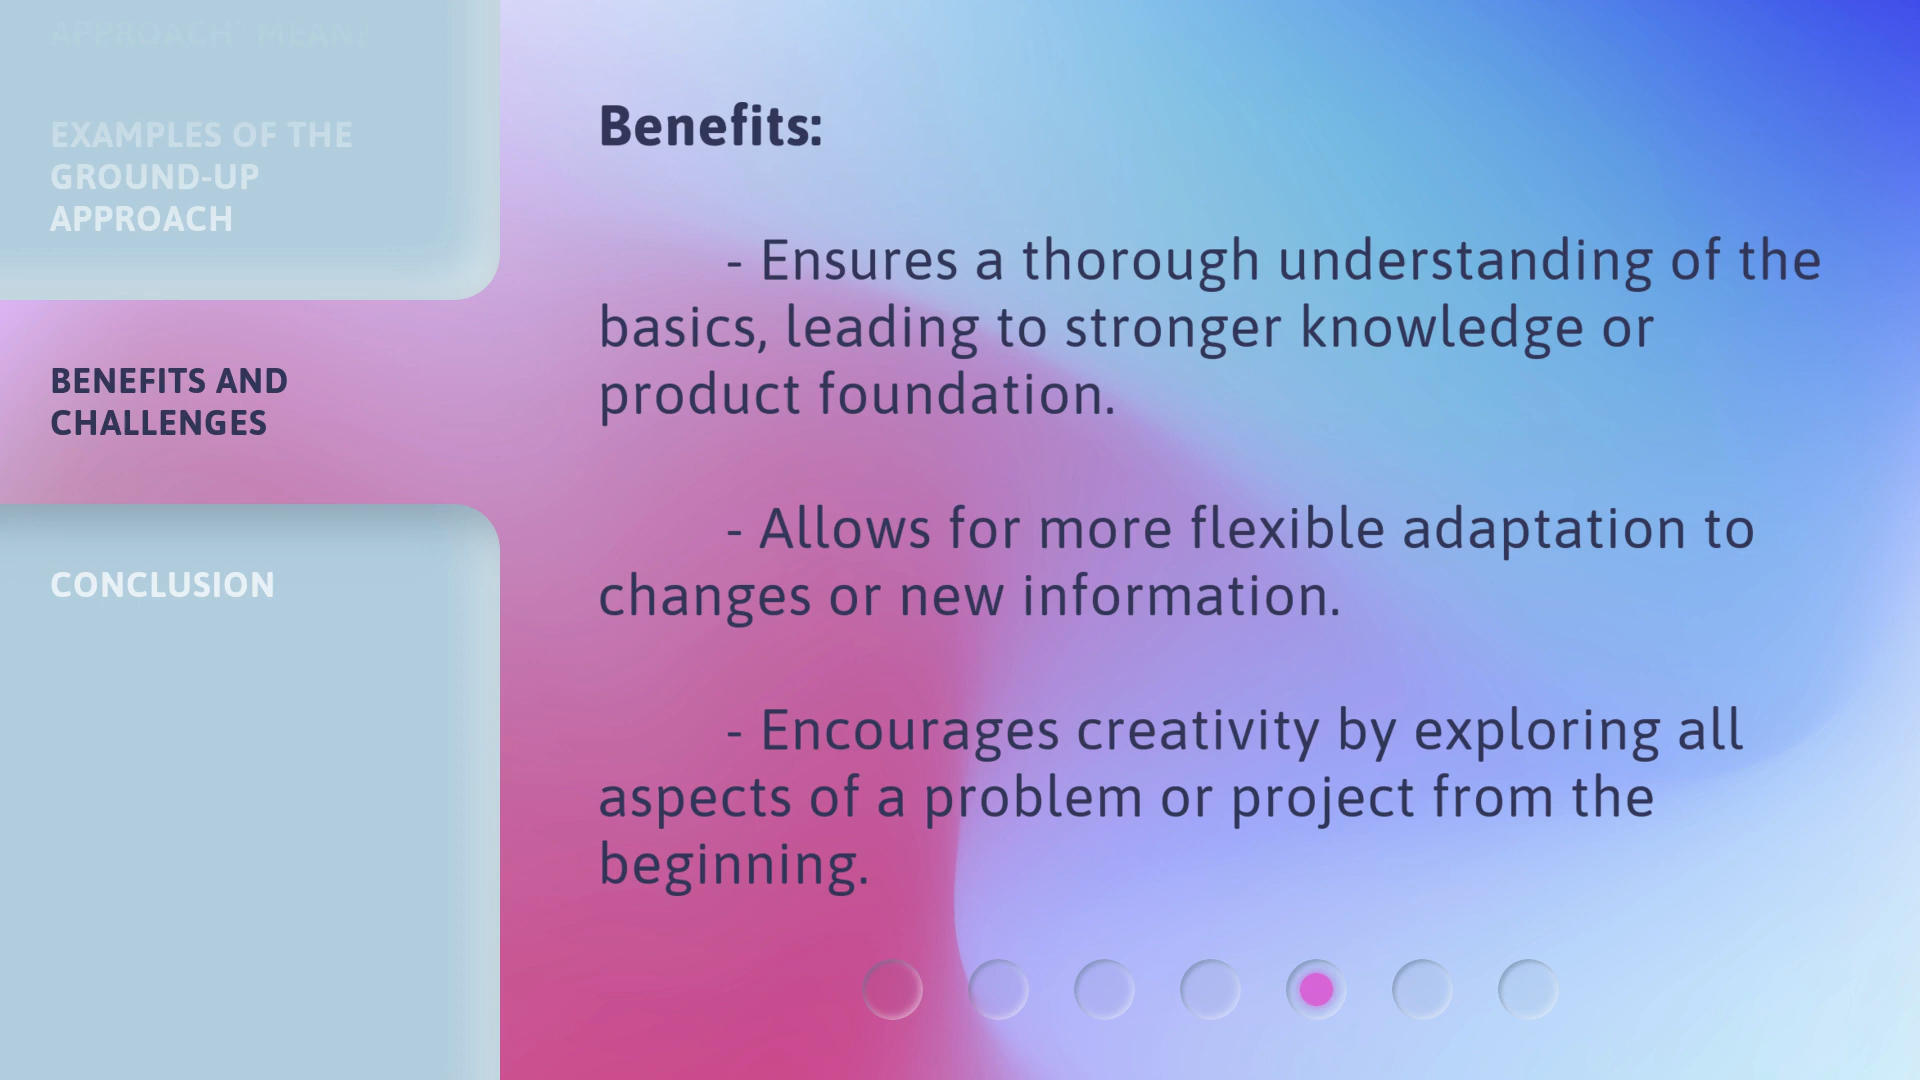 APPROACH" MEAN?
EXAMPLES OF THE
GROUND-UP
APPROACH
BENEFITS AND
CHALLENGES
CONCLUSION
Benefits:
- Ensures a thorough understanding of the
basics, leading to stronger knowledge or
product foundation.
- Allows for more flexible adaptation to
changes or new information.
- Encourages creativity by exploring all
aspects of a problem or project from the
beginning.